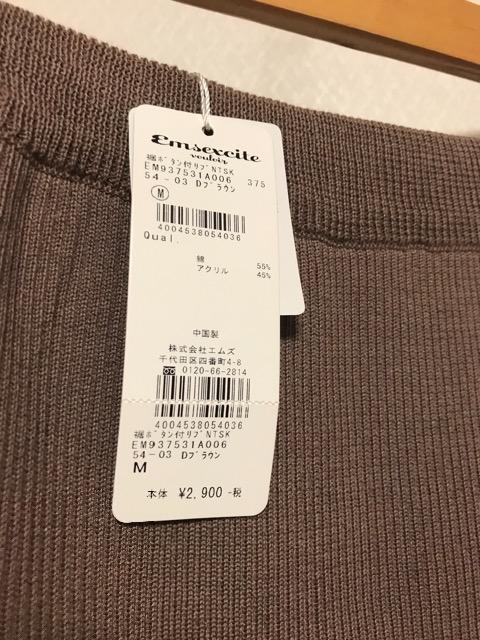 Emsexcite
vouloir
裾ボタン付リブNTSK
EM937531A006 375
54-03 Dブラウン
M
4004538054036
Qual.
綿 55%
アクリル 45%
中国製
株式会社エムズ
千代田区四番町4-8
0120-66-2814
4004538054036
裾ボタン付リブNTSK
EM937531A006
54-03 Dブラウン
M
本体 ¥2,900 -税